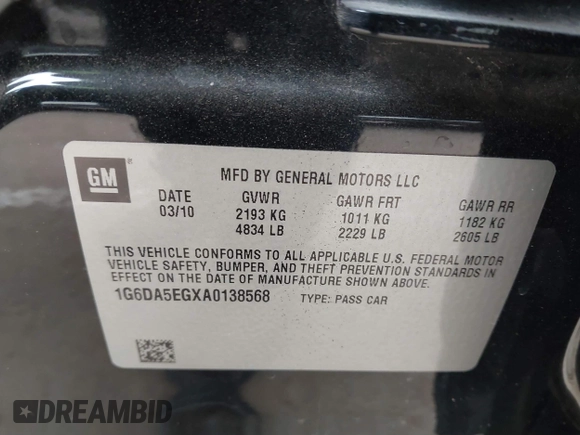 GM
MFD BY GENERAL MOTORS LLC
DATE GVWR GAWR FRT GAWR RR
03/10 2193 KG 1011 KG 1182 KG
4834 LB 2229 LB 2605 LB
THIS VEHICLE CONFORMS TO ALL APPLICABLE U.S. FEDERAL MOTOR
VEHICLE SAFETY, BUMPER, AND THEFT PREVENTION STANDARDS IN
EFFECT ON THE DATE OF MANUFACTURE SHOWN ABOVE.
1G6DA5EGXA0138568 TYPE: PASS CAR
DREAMBID